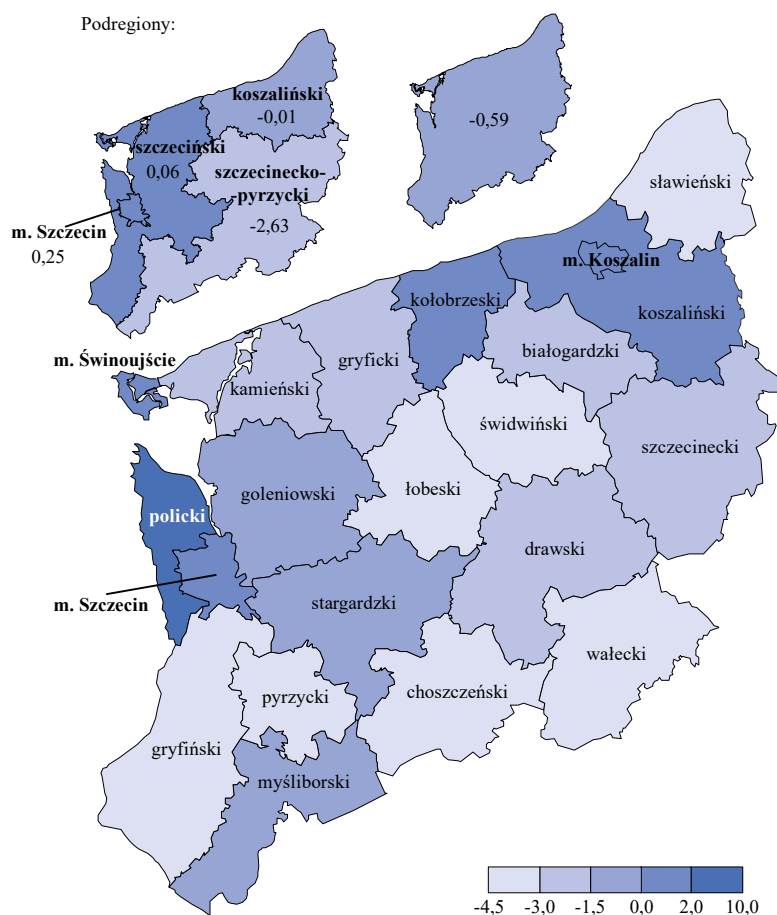 Podregiony:
koszaliński
-0,01
szczeciński
0,06
szczecinecko-
-pyrzycki
-2,63
m. Szczecin
0,25
-0,59
sławieński
m. Koszalin
koszaliński
kołobrzeski
białogardzki
gryficki
m. Świnoujście
kamieński
świdwiński
szczecinecki
goleniowski
łobeski
policki
drawski
m. Szczecin
stargardzki
wałecki
choszczeński
pyrzycki
gryfiński
myśliborski
-4,5 -3,0 -1,5 0,0 2,0 10,0